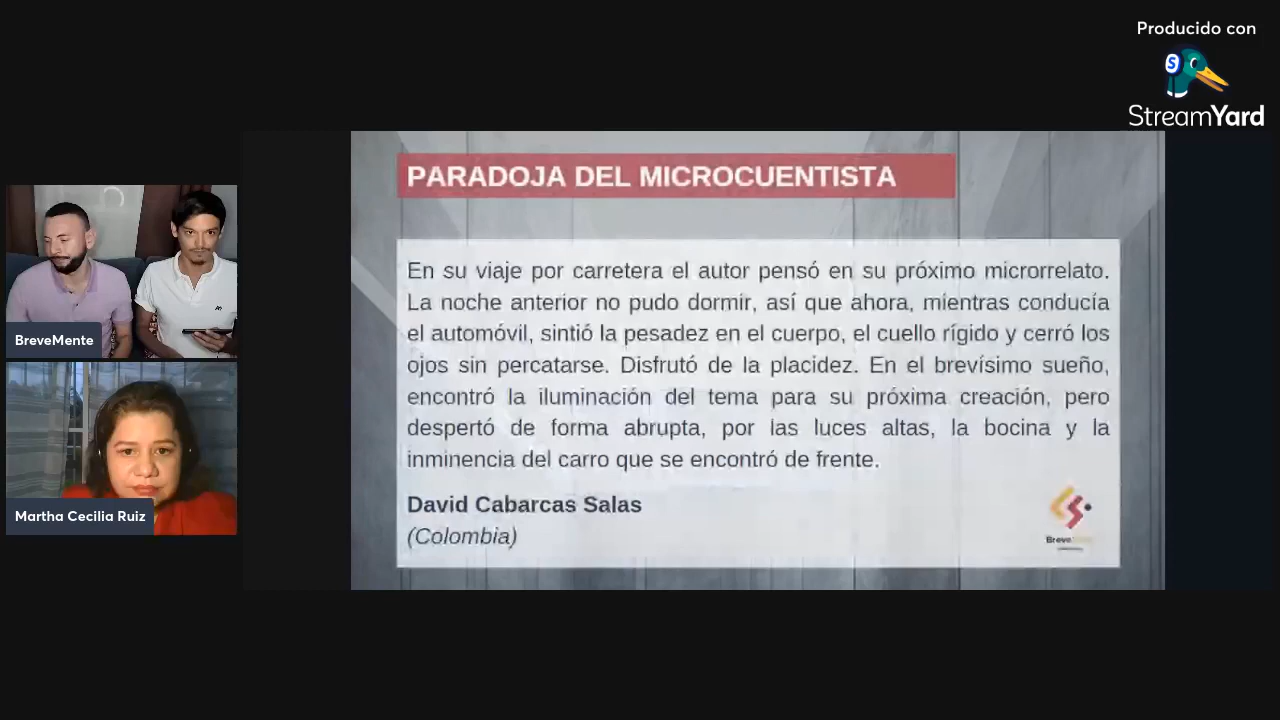 Producido con
StreamYard
PARADOJA DEL MICROCUENTISTA
En su viaje por carretera el autor pensó en su próximo microrrelato.
La noche anterior no pudo dormir, así que ahora, mientras conducía
el automóvil, sintió la pesadez en el cuerpo, el cuello rígido y cerró los
ojos sin percatarse. Disfrutó de la placidez. En el brevísimo sueño,
encontró la iluminación del tema para su próxima creación, pero
despertó de forma abrupta, por las luces altas, la bocina y la
inminencia del carro que se encontró de frente.
David Cabarcas Salas
(Colombia)
BreveMente
Martha Cecilia Ruiz